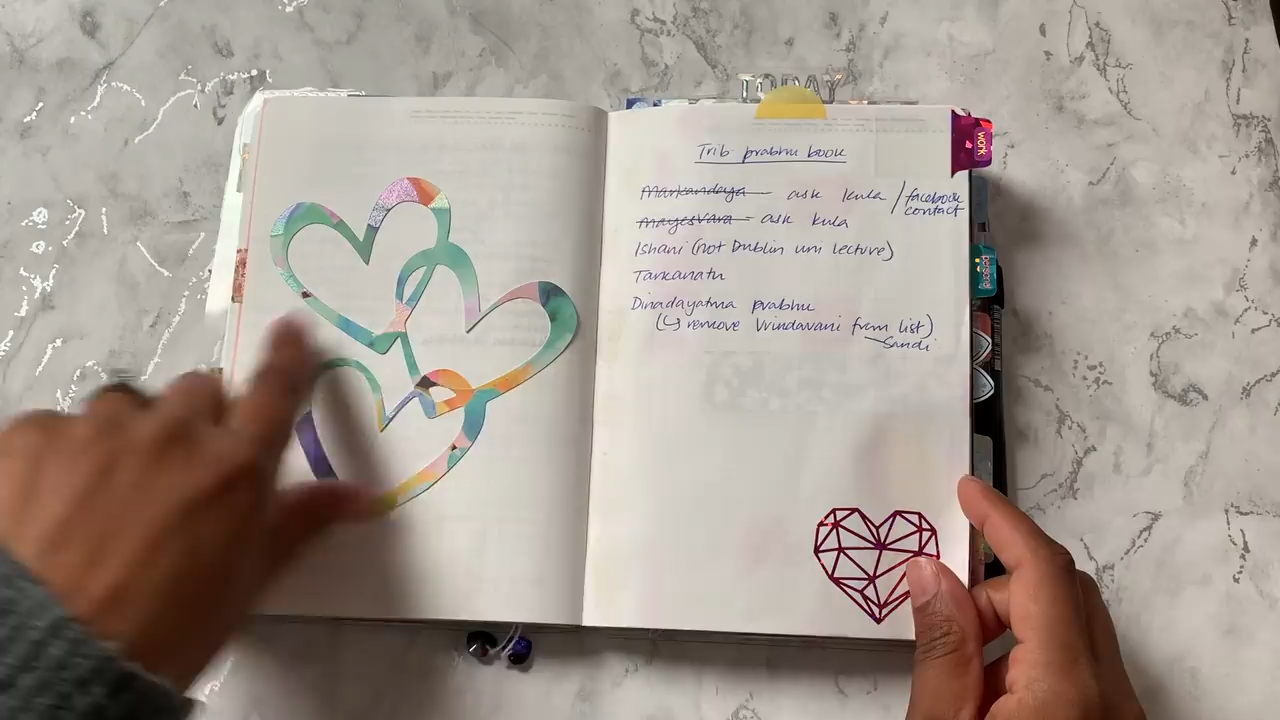 TODAY
work
Trib prabhu book
Markandaya - ask kula / facebook contact
mayesvara - ask kula
Ishani (not Dublin uni lecture)
Tarkanatu
Dinadayatma prabhu
(↳ remove Vrindavani from list)
- Sandi
personal